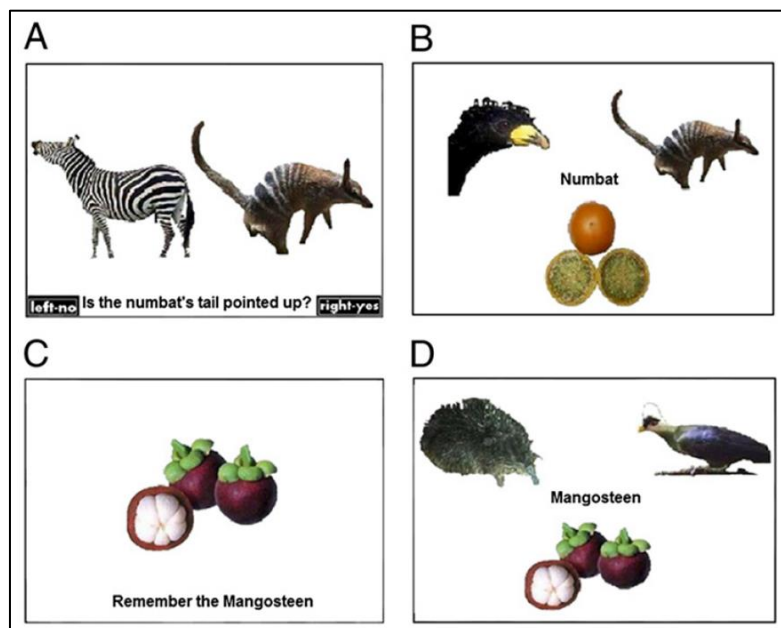 A
B
left-no Is the numbat's tail pointed up? right-yes
Numbat
C
D
Remember the Mangosteen
Mangosteen